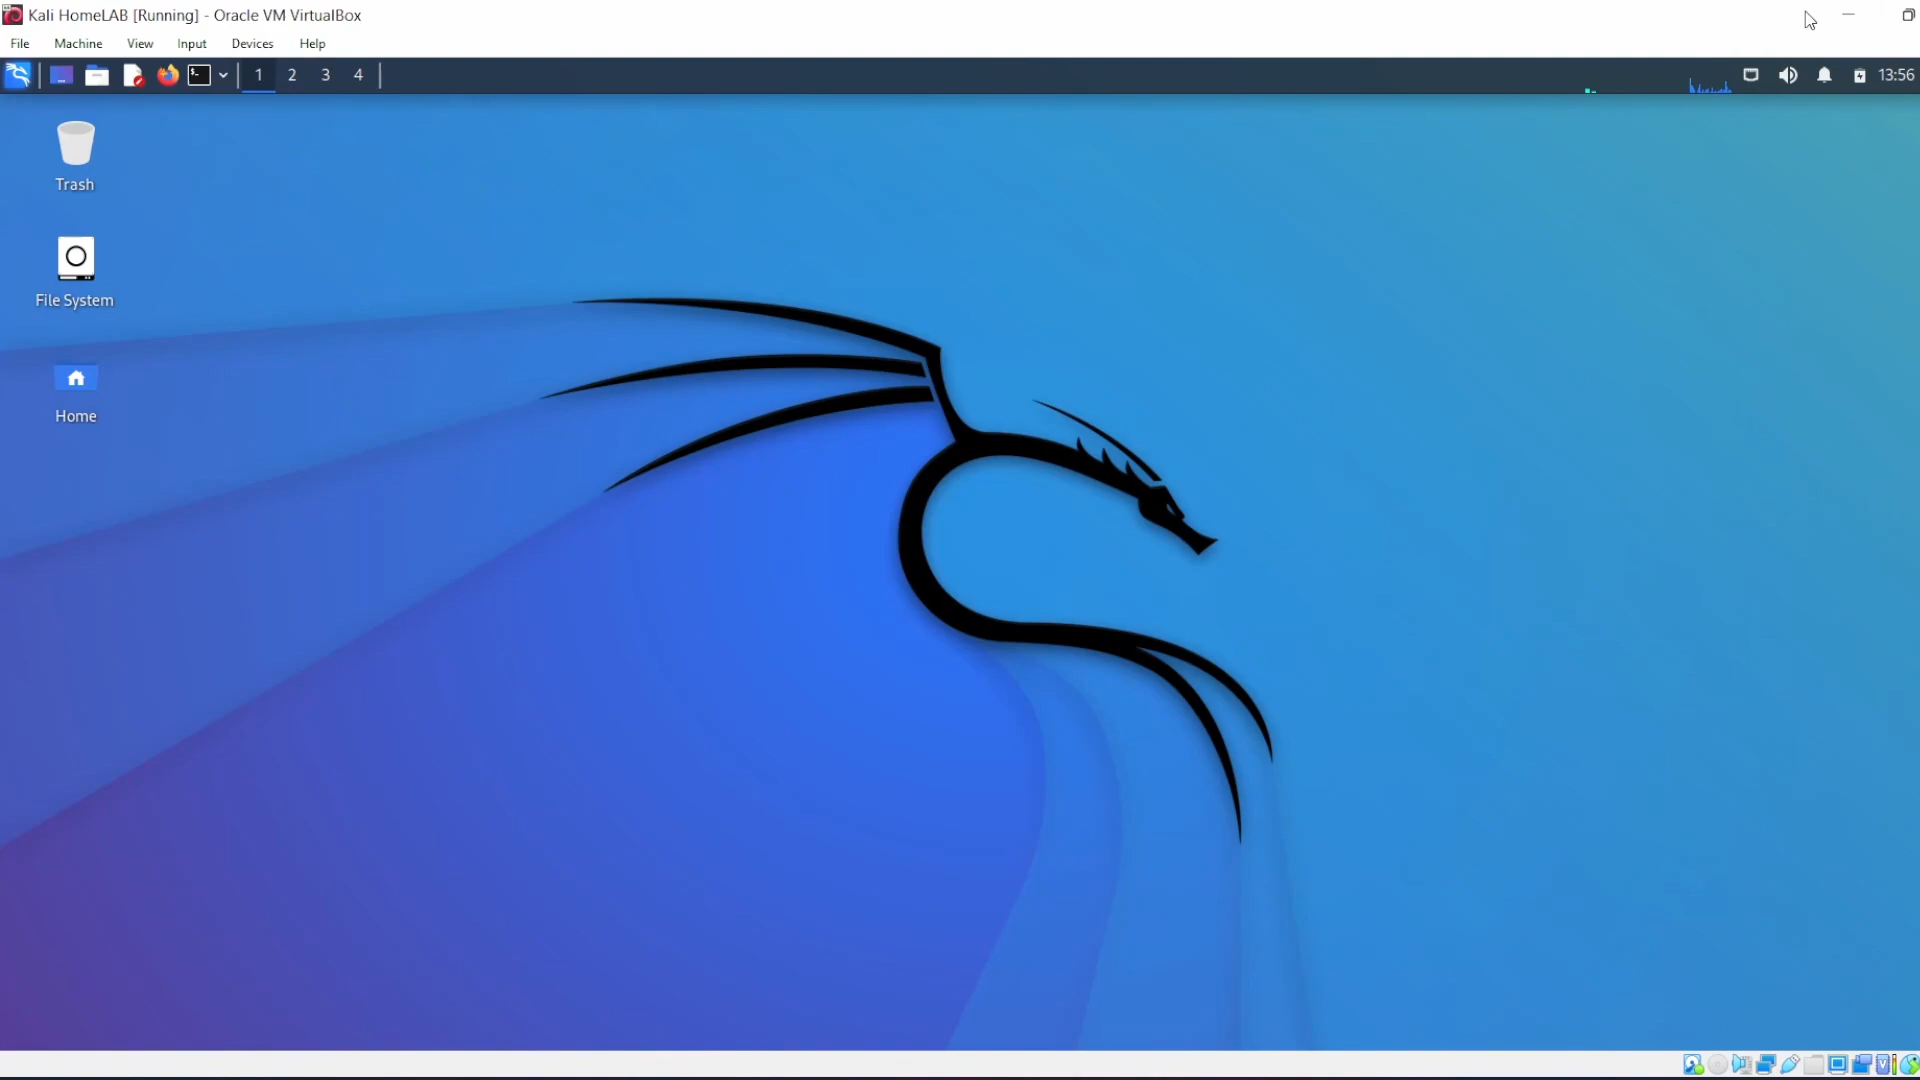 Kali HomeLAB [Running] - Oracle VM VirtualBox
File Machine View Input Devices Help
1 2 3 4 13:56
Trash
File System
Home